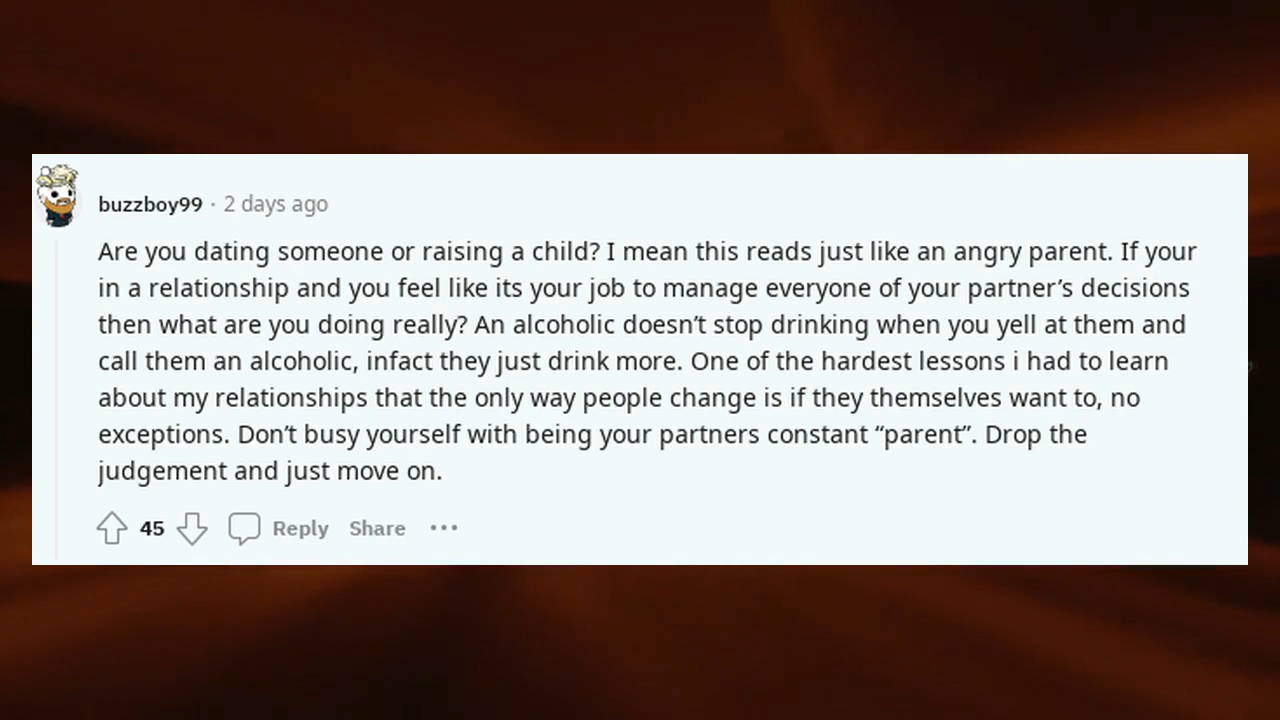 buzzboy99 · 2 days ago
Are you dating someone or raising a child? I mean this reads just like an angry parent. If your
in a relationship and you feel like its your job to manage everyone of your partner’s decisions
then what are you doing really? An alcoholic doesn’t stop drinking when you yell at them and
call them an alcoholic, infact they just drink more. One of the hardest lessons i had to learn
about my relationships that the only way people change is if they themselves want to, no
exceptions. Don’t busy yourself with being your partners constant “parent”. Drop the
judgement and just move on.
45 Reply Share